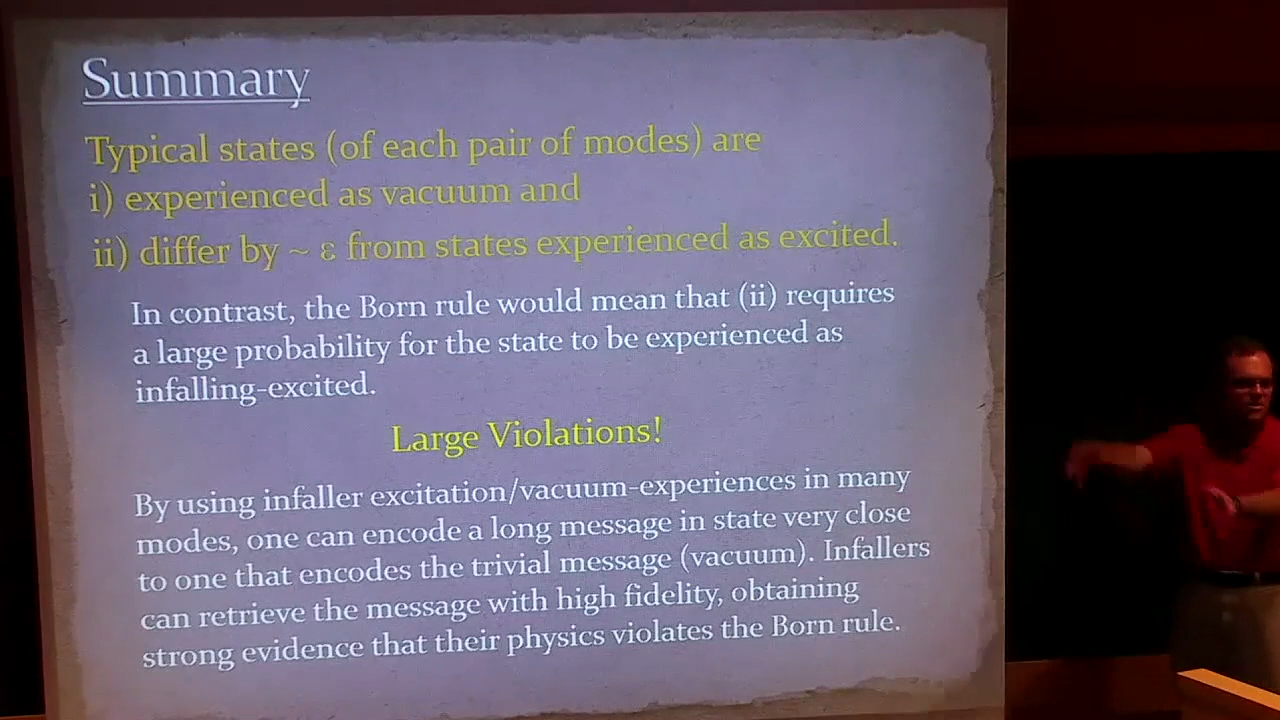 Summary
Typical states (of each pair of modes) are
i) experienced as vacuum and
ii) differ by ~ ε from states experienced as excited.
In contrast, the Born rule would mean that (ii) requires
a large probability for the state to be experienced as
infalling-excited.
Large Violations!
By using infaller excitation/vacuum-experiences in many
modes, one can encode a long message in state very close
to one that encodes the trivial message (vacuum). Infallers
can retrieve the message with high fidelity, obtaining
strong evidence that their physics violates the Born rule.